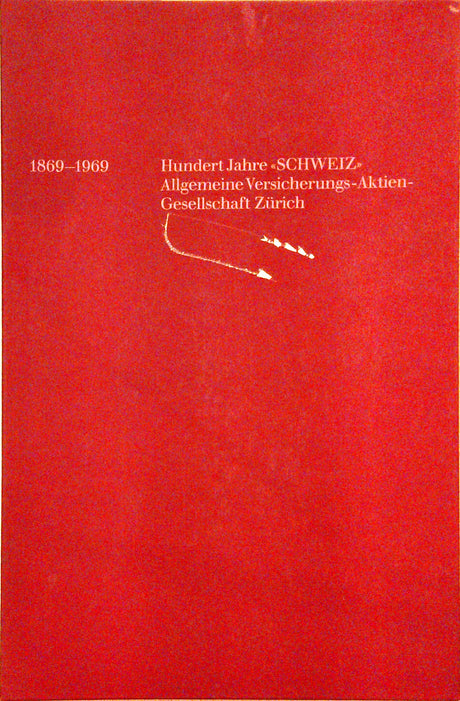 1869–1969
Hundert Jahre «SCHWEIZ»
Allgemeine Versicherungs-Aktien-
Gesellschaft Zürich